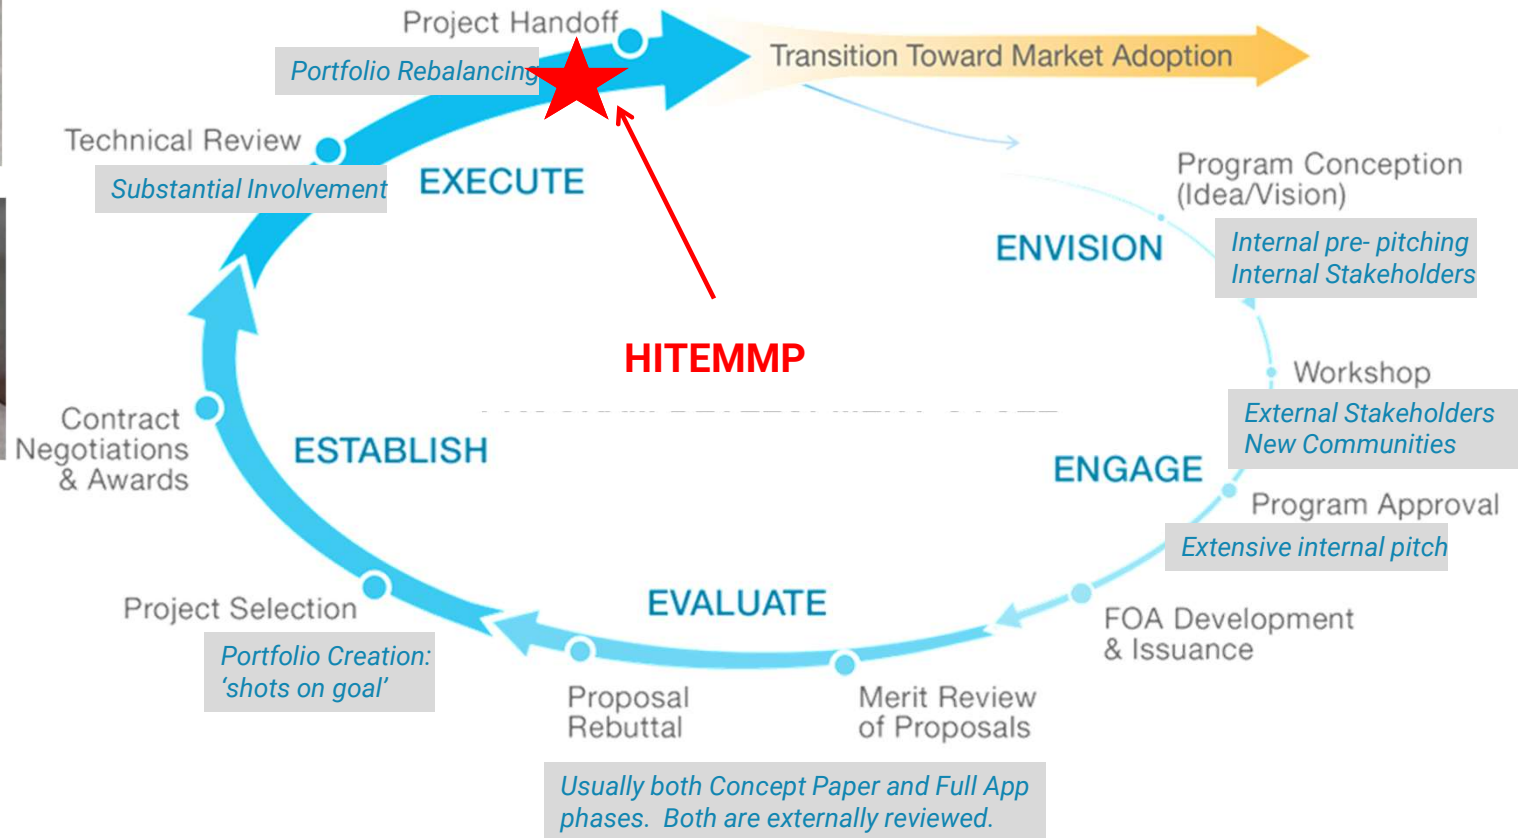 Project Handoff
Portfolio Rebalancing
Transition Toward Market Adoption
Technical Review
Substantial Involvement
EXECUTE
Program Conception
(Idea/Vision)
ENVISION
Internal pre- pitching
Internal Stakeholders
HITEMMP
Workshop
External Stakeholders
New Communities
Contract
Negotiations
& Awards
ESTABLISH
ENGAGE
Program Approval
Extensive internal pitch
Project Selection
EVALUATE
FOA Development
& Issuance
Portfolio Creation:
‘shots on goal’
Proposal
Rebuttal
Merit Review
of Proposals
Usually both Concept Paper and Full App
phases.  Both are externally reviewed.